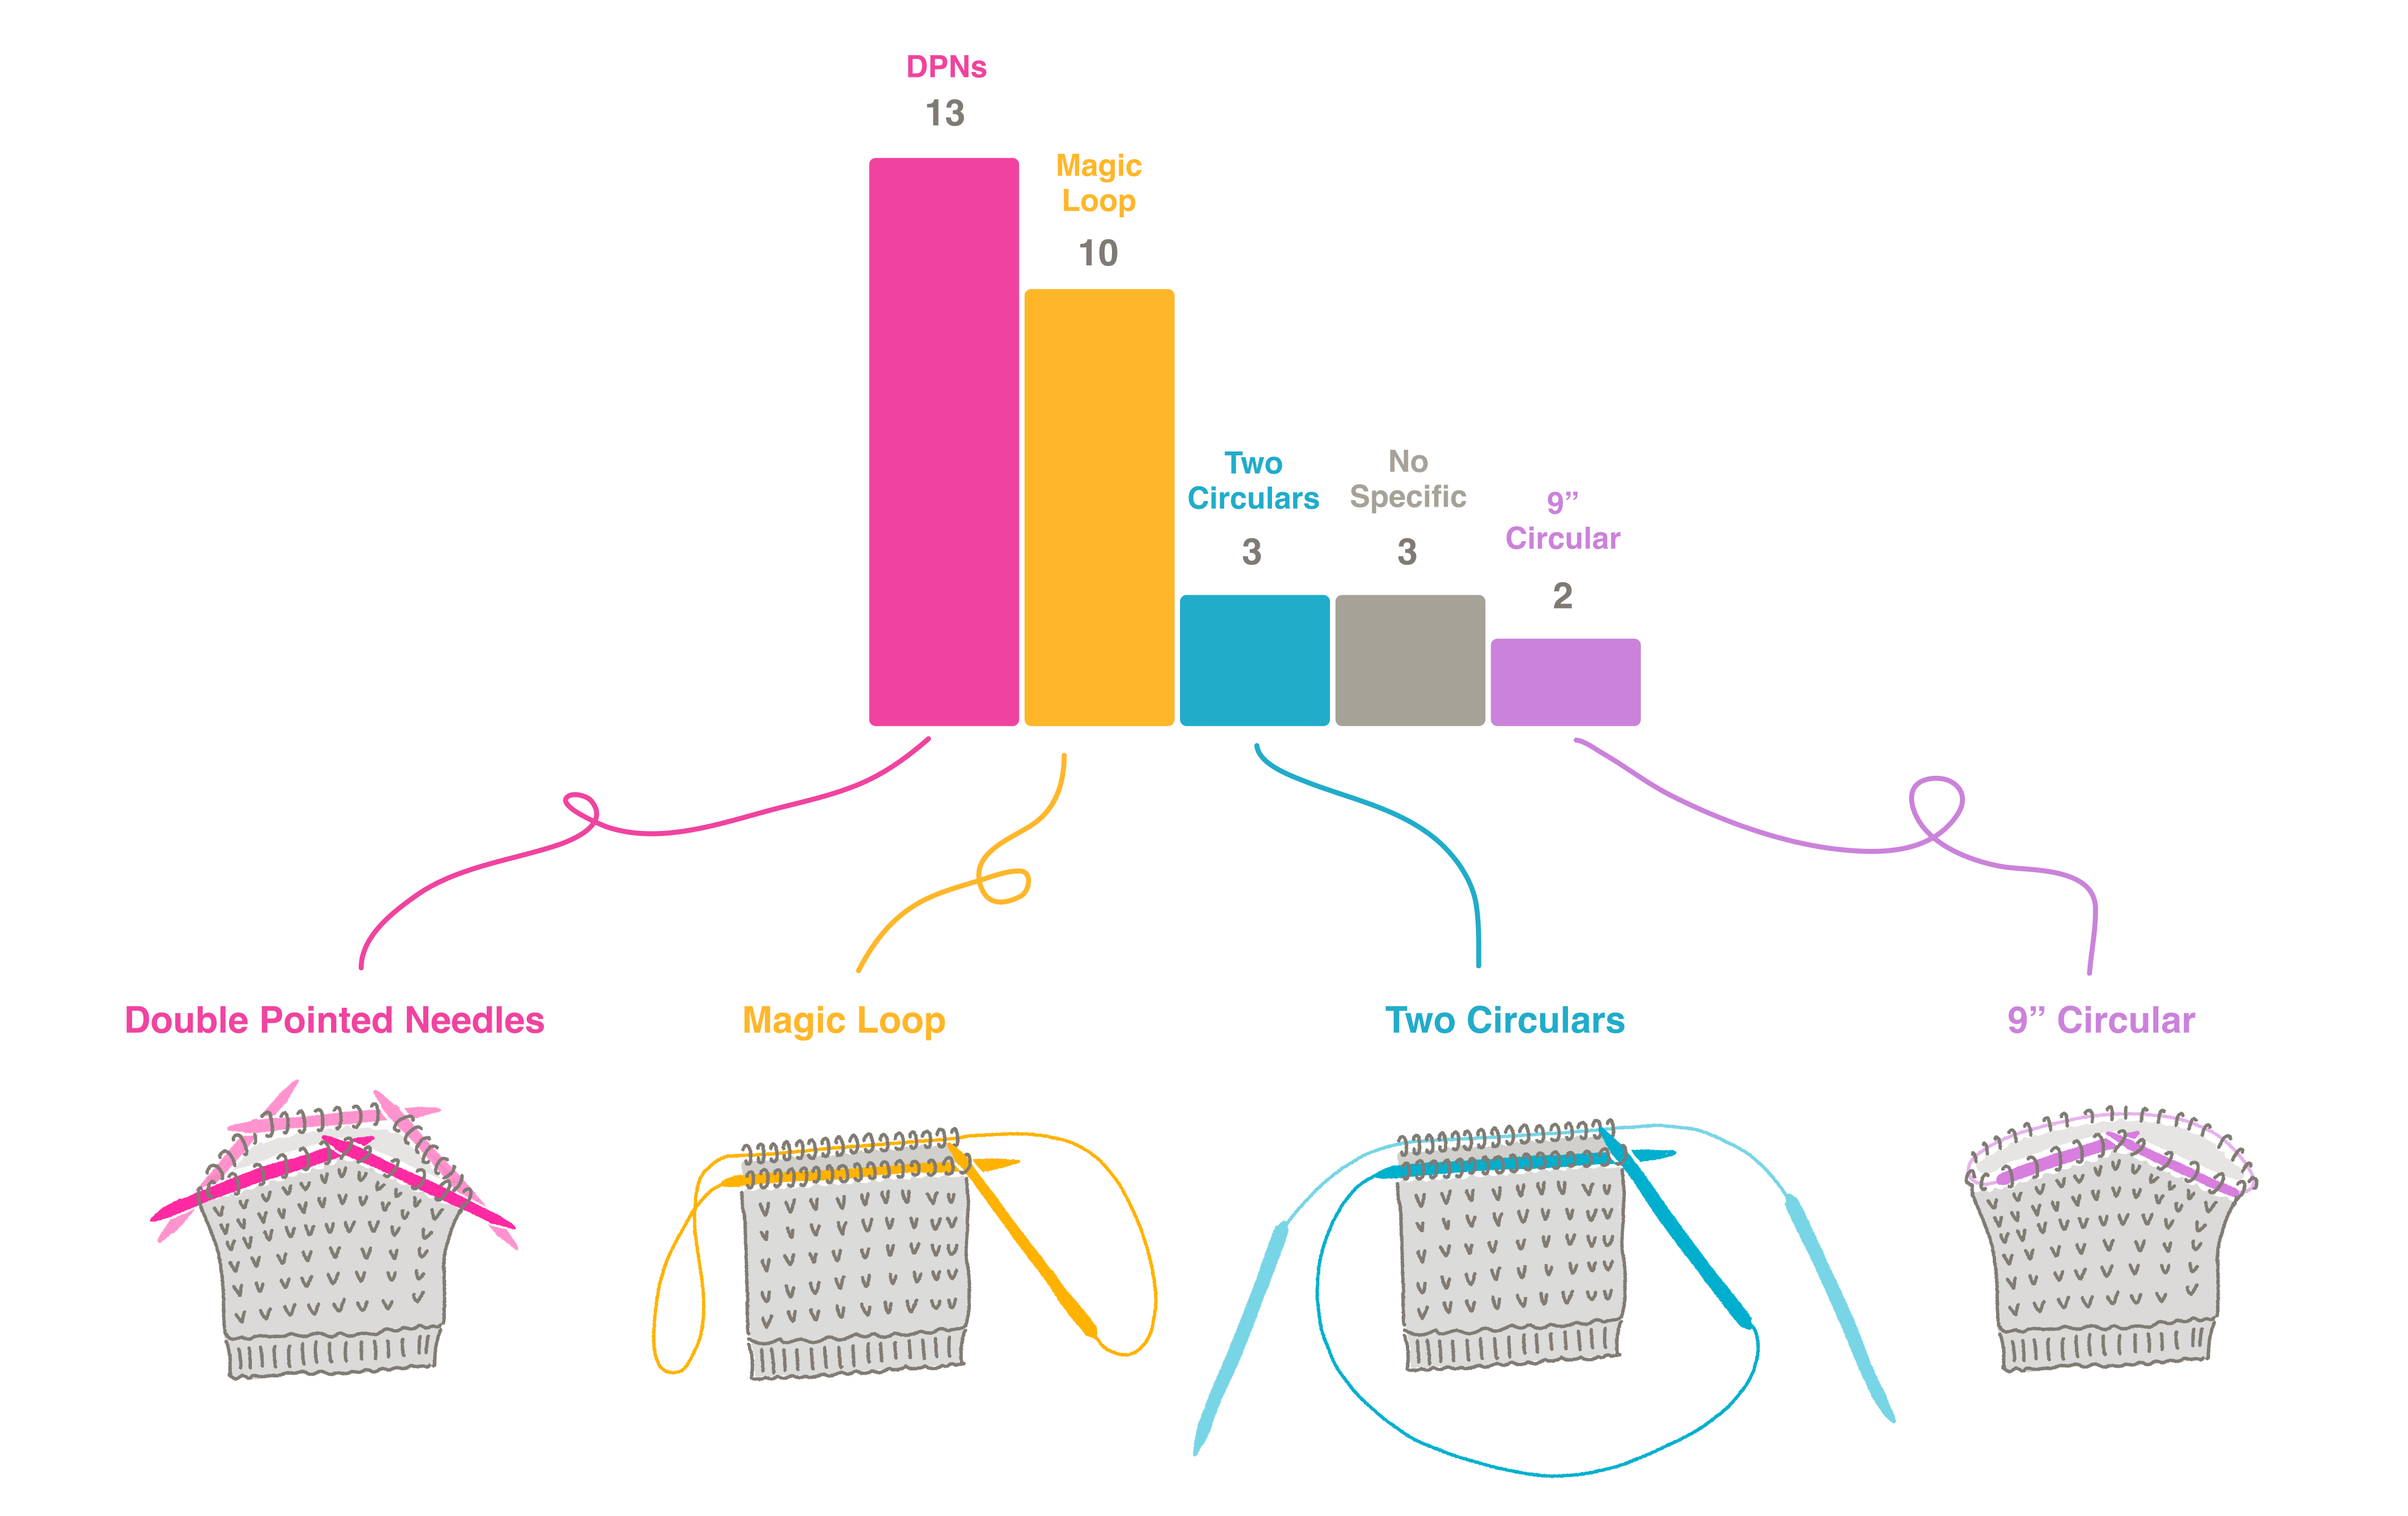 DPNs
13
Magic
Loop
10
Two
Circulars
3
No
Specific
3
9”
Circular
2
Double Pointed Needles
Magic Loop
Two Circulars
9” Circular